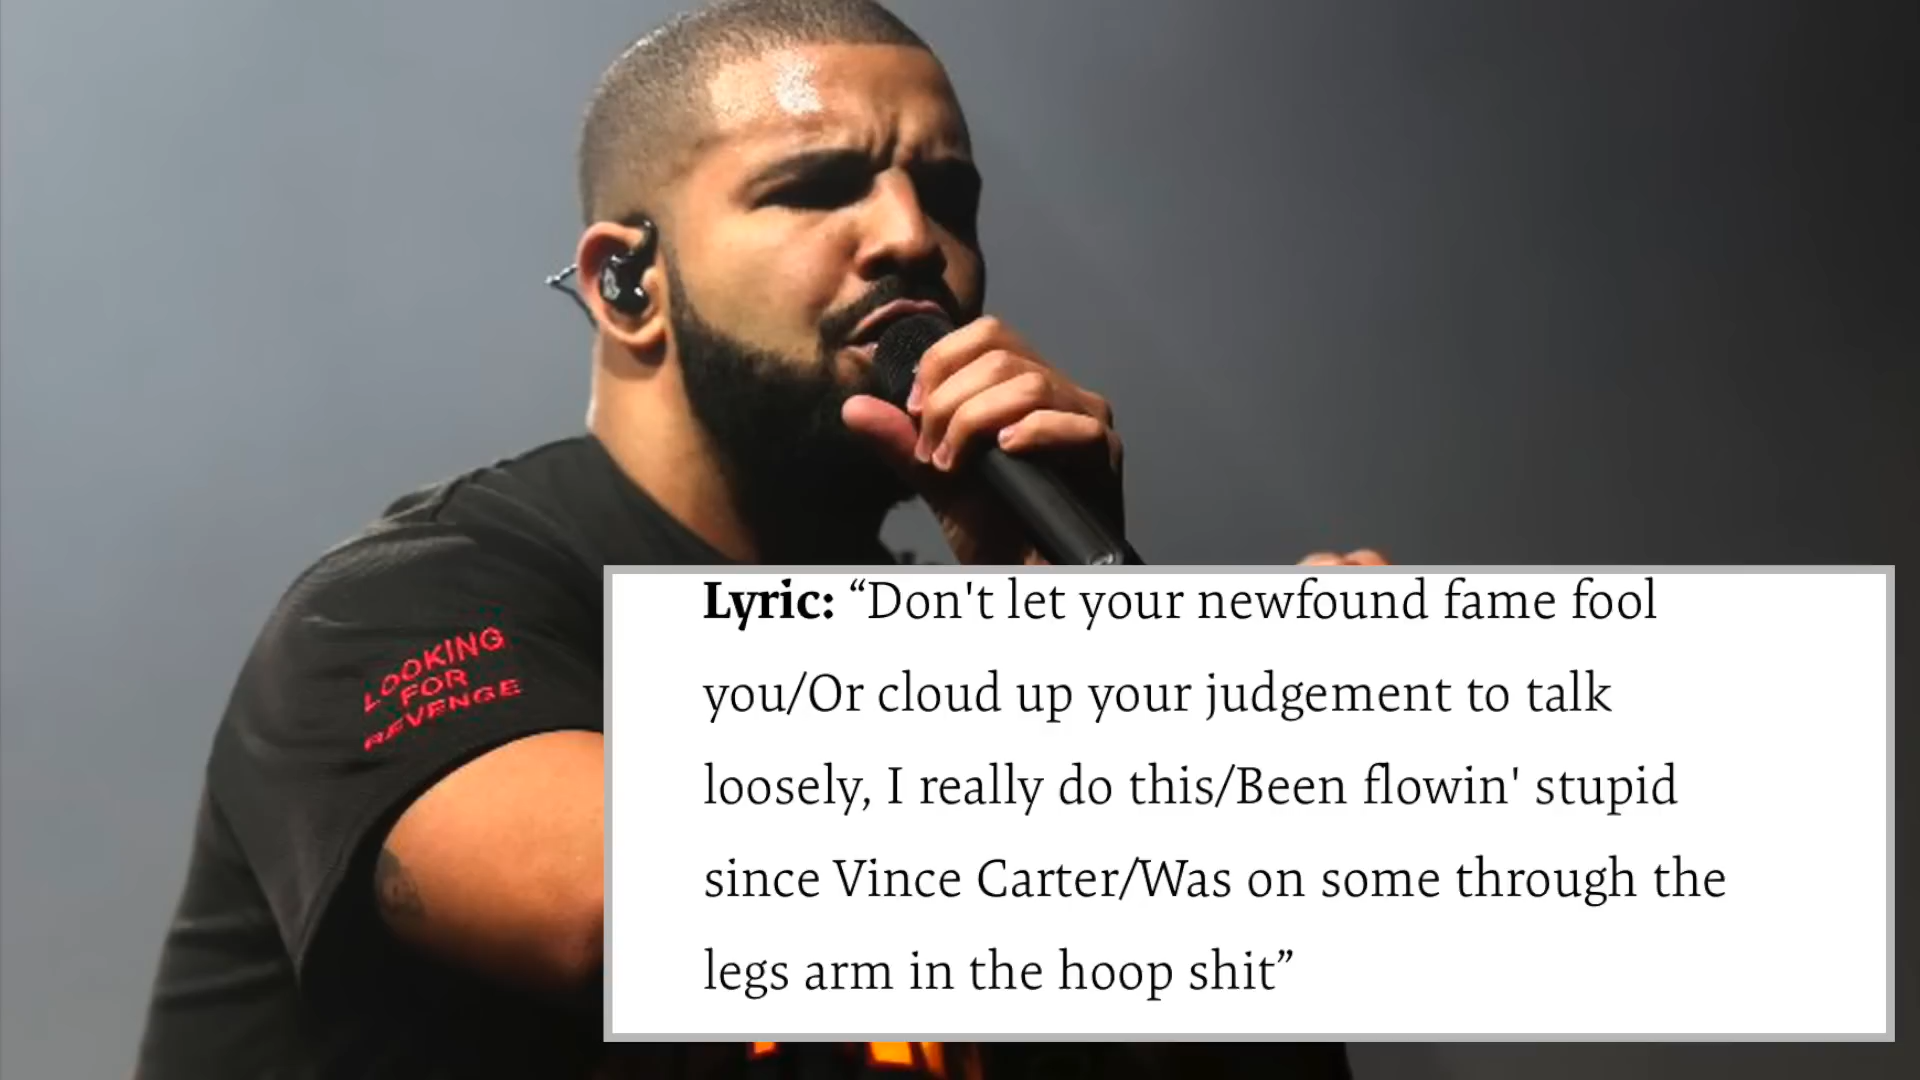 LOOKING
FOR
REVENGE
Lyric: “Don't let your newfound fame fool
you/Or cloud up your judgement to talk
loosely, I really do this/Been flowin' stupid
since Vince Carter/Was on some through the
legs arm in the hoop shit”